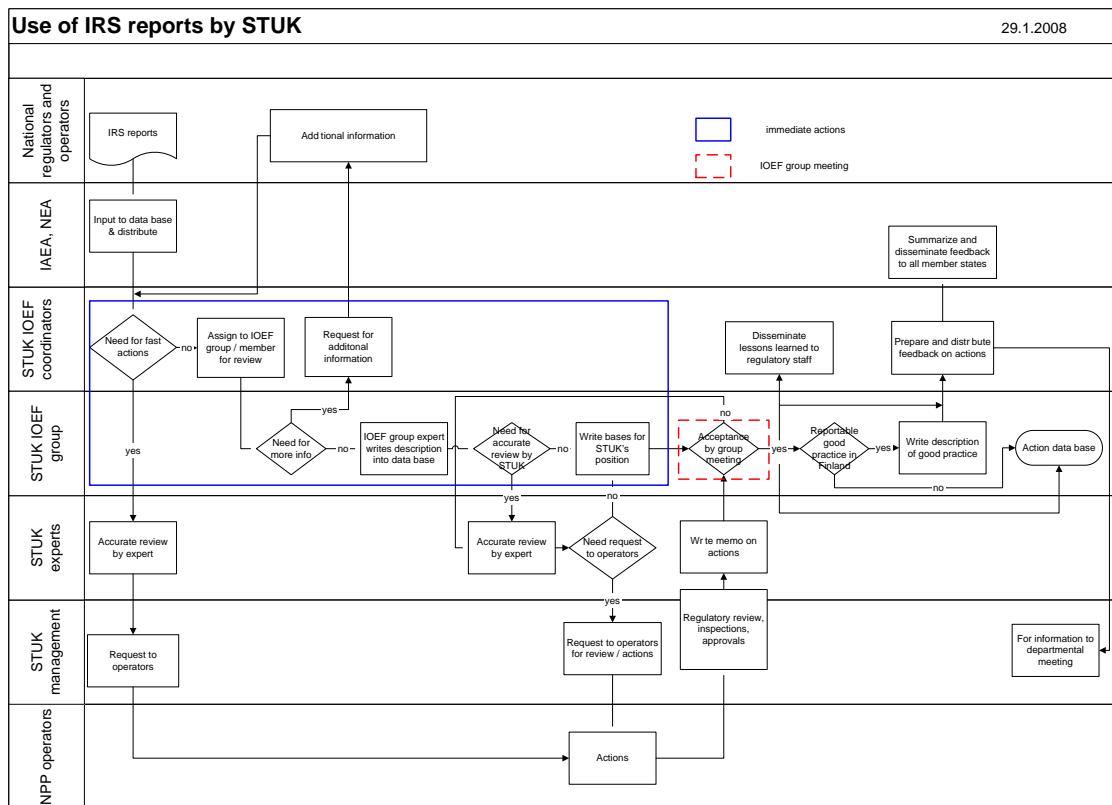 Use of IRS reports by STUK
29.1.2008
National
regulators and
operators
IRS reports
Additional information
immediate actions
IOEF group meeting
IAEA, NEA
Input to data base
& distribute
Summarize and
disseminate feedback
to all member states
STUK IOEF
coordinators
Need for fast
actions
no
Assign to IOEF
group / member
for review
Request for
additonal
information
Disseminate
lessons learned to
regulatory staff
Prepare and distribute
feedback on actions
STUK IOEF
group
yes
yes
Need for
more info
no
IOEF group expert
writes description
into data base
Need for
accurate
review by
STUK
no
Write bases for
STUK's
position
no
Acceptance
by group
meeting
yes
Reportable
good
practice in
Finland
yes
Write description
of good practice
Action data base
no
STUK
experts
Accurate review
by expert
yes
Accurate review
by expert
no
Need request
to operators
Write memo on
actions
STUK
management
Request to
operators
yes
Request to operators
for review / actions
Regulatory review,
inspections,
approvals
For information to
departmental
meeting
NPP operators
Actions